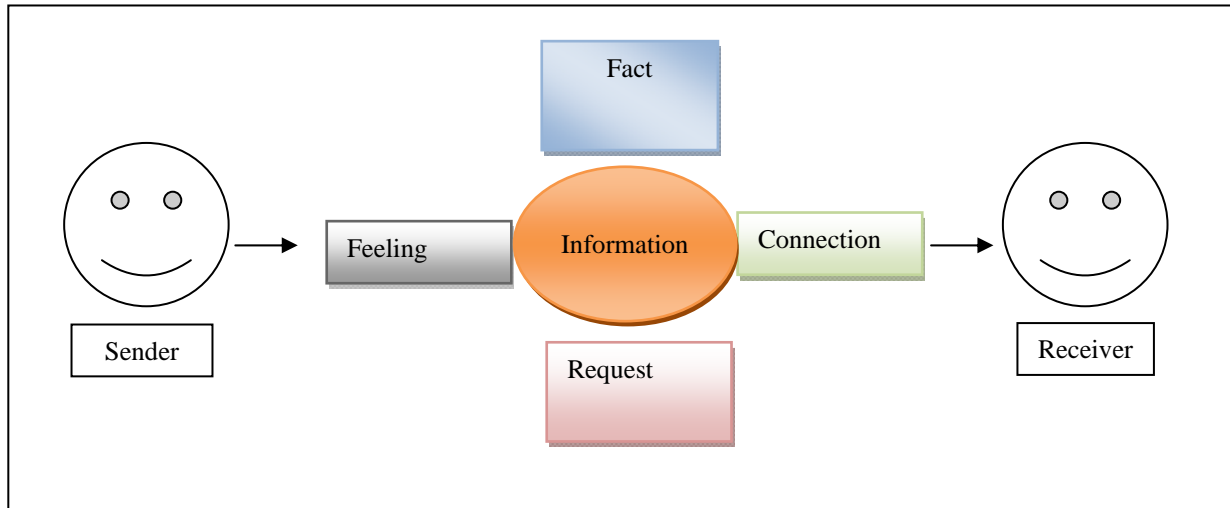 Fact
Feeling
Information
Connection
Sender
Request
Receiver